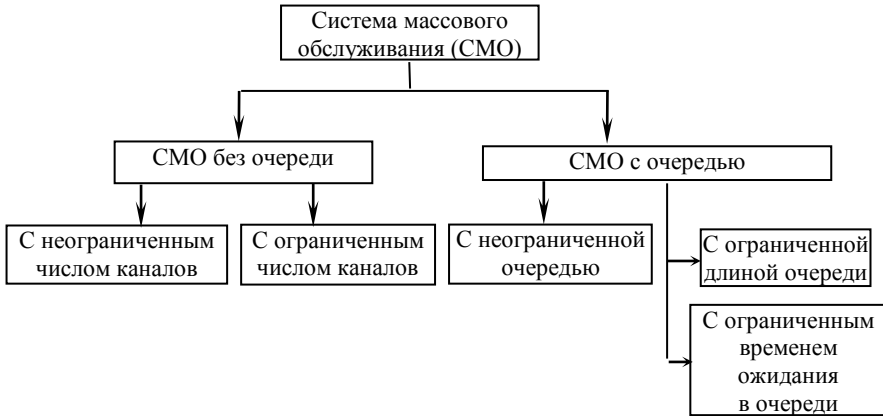 Система массового
обслуживания (СМО)
СМО без очереди
СМО с очередью
С неограниченным
числом каналов
С ограниченным
числом каналов
С неограниченной
очередью
С ограниченной
длиной очереди
С ограниченным
временем
ожидания
в очереди